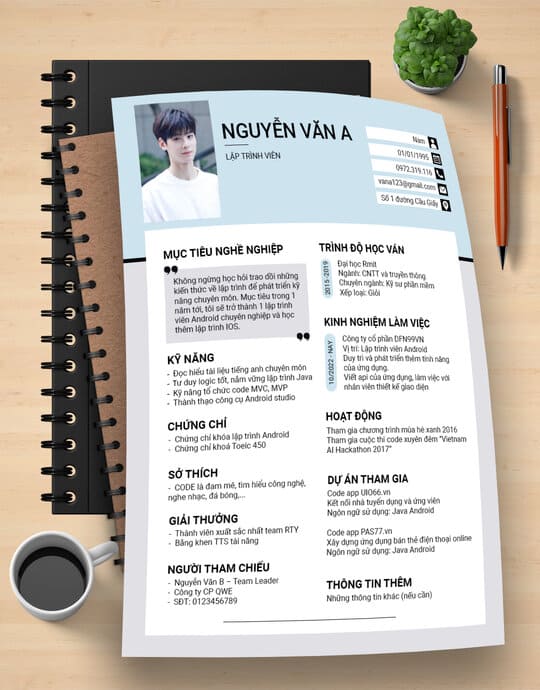 NGUYỄN VĂN A
LẬP TRÌNH VIÊN
Nam
01/01/1995
0972.319.116
vana123@gmail.com
Số 1 đường Cầu Giấy
MỤC TIÊU NGHỀ NGHIỆP
Không ngừng học hỏi trao dồi những
kiến thức về lập trình để phát triển kỹ
năng chuyên môn. Mục tiêu trong 1
năm tới, tôi sẽ trở thành 1 lập trình
viên Android chuyên nghiệp và học
thêm lập trình IOS.
KỸ NĂNG
- Đọc hiểu tài liệu tiếng anh chuyên môn
- Tư duy logic tốt, nắm vững lập trình Java
- Kỹ năng tổ chức code MVC, MVP
- Thành thạo công cụ Android studio
CHỨNG CHỈ
- Chứng chỉ khóa lập trình Android
- Chứng chỉ khoá Toeic 450
SỞ THÍCH
- CODE là đam mê, tìm hiểu công nghệ,
nghe nhạc, đá bóng,...
GIẢI THƯỞNG
- Thành viên xuất sắc nhất team RTY
- Bằng khen TTS tài năng
NGƯỜI THAM CHIẾU
- Nguyễn Văn B – Team Leader
- Công ty CP QWE
- SĐT: 0123456789
TRÌNH ĐỘ HỌC VẤN
2015 -2019
Đại học Rmit
Ngành: CNTT và truyền thông
Chuyên ngành: Kỹ sư phần mềm
Xếp loại: Giỏi
KINH NGHIỆM LÀM VIỆC
10/2022 - NAY
Công ty cổ phần DFN99VN
Vị trí: Lập trình viên Android
Duy trì và phát triển thêm tính năng
của ứng dụng.
Viết api của ứng dụng, làm việc với
nhân viên thiết kế giao diện
HOẠT ĐỘNG
Tham gia chương trình mùa hè xanh 2016
Tham gia cuộc thi code xuyên đêm “Vietnam
AI Hackathon 2017”
DỰ ÁN THAM GIA
Code app UIO66.vn
Kết nối nhà tuyển dụng và ứng viên
Ngôn ngữ sử dụng: Java Android
Code app PAS77.vn
Xây dựng ứng dụng bán thẻ điện thoại online
Ngôn ngữ sử dụng: Java Android
THÔNG TIN THÊM
Những thông tin khác (nếu cần)